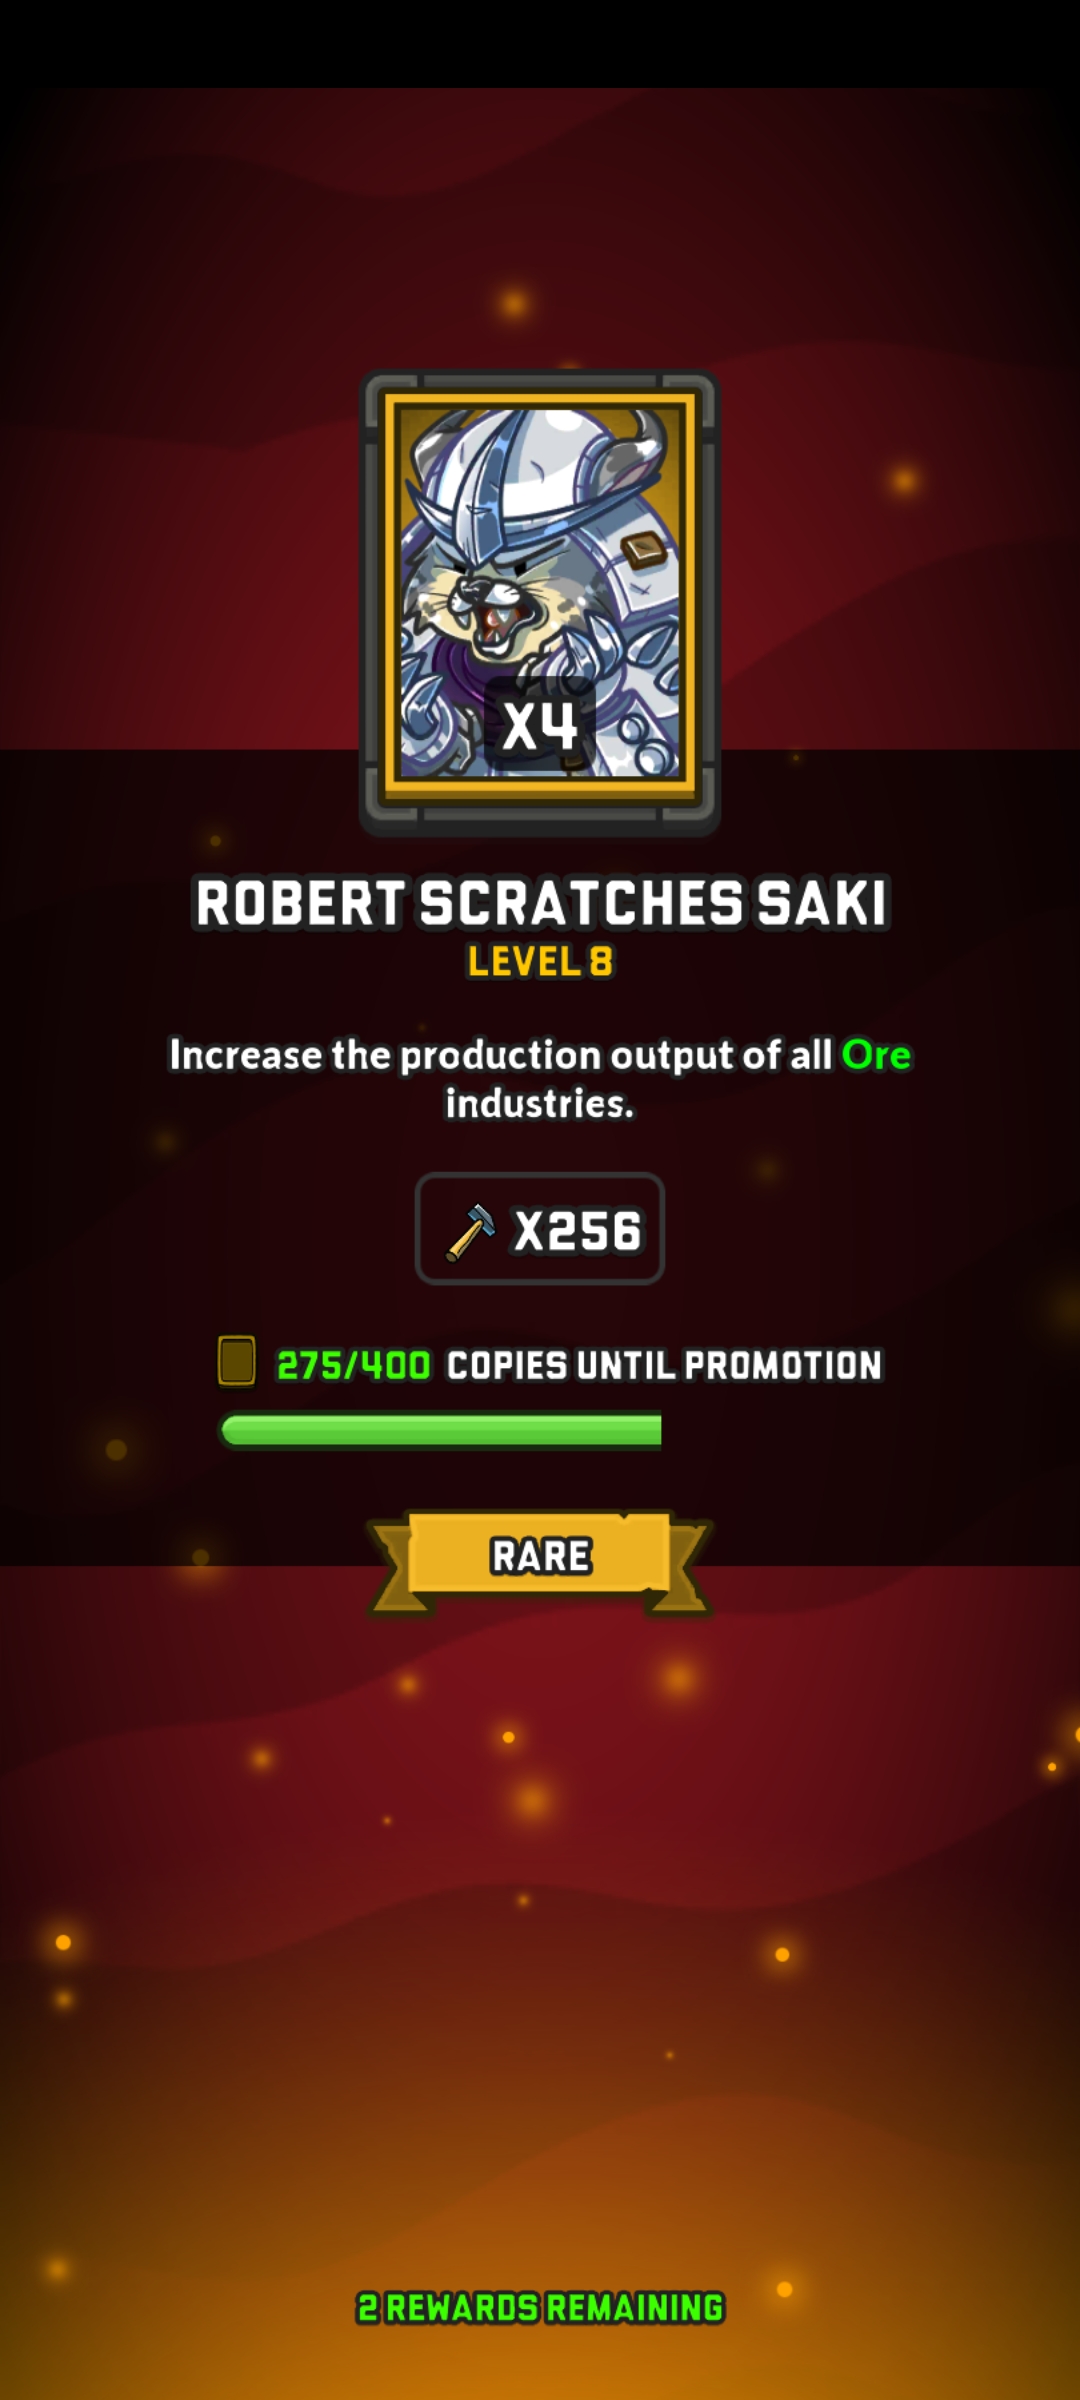 X4
ROBERT SCRATCHES SAKI
LEVEL 8
Increase the production output of all Ore
industries.
X256
275/400 COPIES UNTIL PROMOTION
RARE
2 REWARDS REMAINING